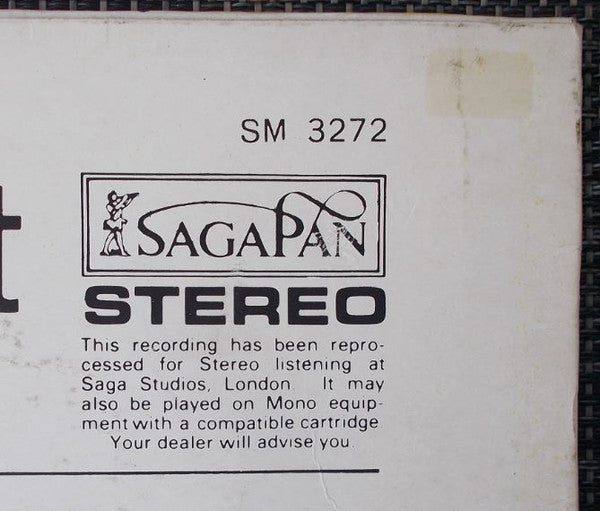 SM 3272
SAGAPAN
t
STEREO
This recording has been repro-
cessed for Stereo listening at
Saga Studios, London. It may
also be played on Mono equip-
ment with a compatible cartridge.
Your dealer will advise you.